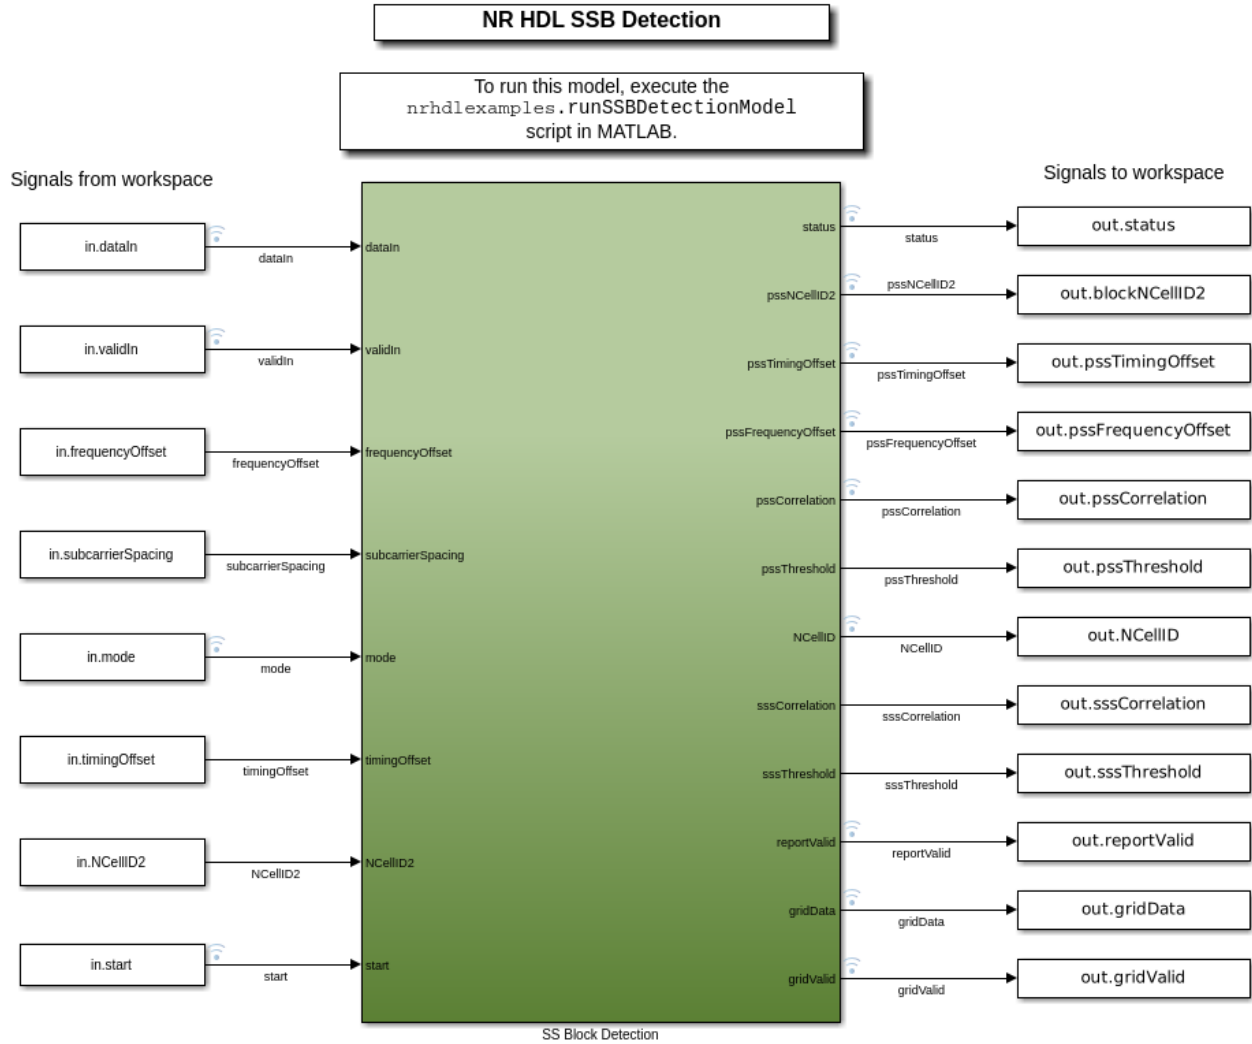 NR HDL SSB Detection
To run this model, execute the
nrhdlexamples.runSSBDetectionModel
script in MATLAB.
Signals from workspace
Signals to workspace
in.dataIn
dataIn
dataIn
in.validIn
validIn
validIn
in.frequencyOffset
frequencyOffset
frequencyOffset
in.subcarrierSpacing
subcarrierSpacing
subcarrierSpacing
in.mode
mode
mode
in.timingOffset
timingOffset
timingOffset
in.NCellID2
NCellID2
NCellID2
in.start
start
start
status
status
out.status
pssNCellID2
pssNCellID2
out.blockNCellID2
pssTimingOffset
pssTimingOffset
out.pssTimingOffset
pssFrequencyOffset
pssFrequencyOffset
out.pssFrequencyOffset
pssCorrelation
pssCorrelation
out.pssCorrelation
pssThreshold
pssThreshold
out.pssThreshold
NCellID
NCellID
out.NCellID
sssCorrelation
sssCorrelation
out.sssCorrelation
sssThreshold
sssThreshold
out.sssThreshold
reportValid
reportValid
out.reportValid
gridData
gridData
out.gridData
gridValid
gridValid
out.gridValid
SS Block Detection